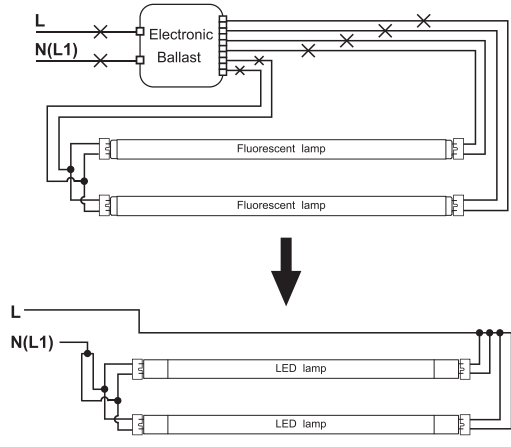 L
N(L1)
Electronic
Ballast
Fluorescent lamp
Fluorescent lamp
L
N(L1)
LED lamp
LED lamp